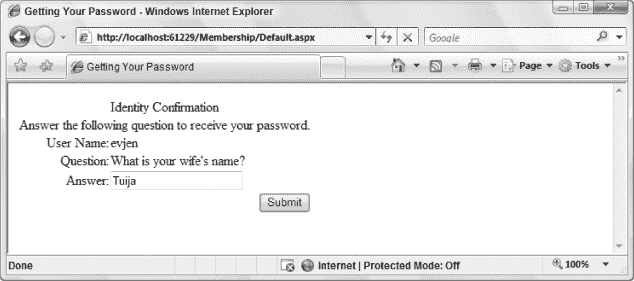 Getting Your Password - Windows Internet Explorer
http://localhost:61229/Membership/Default.aspx
Google
Getting Your Password
Page
Tools
Identity Confirmation
Answer the following question to receive your password.
User Name: evjen
Question: What is your wife's name?
Answer: Tuija
Submit
Done
Internet | Protected Mode: Off
100%